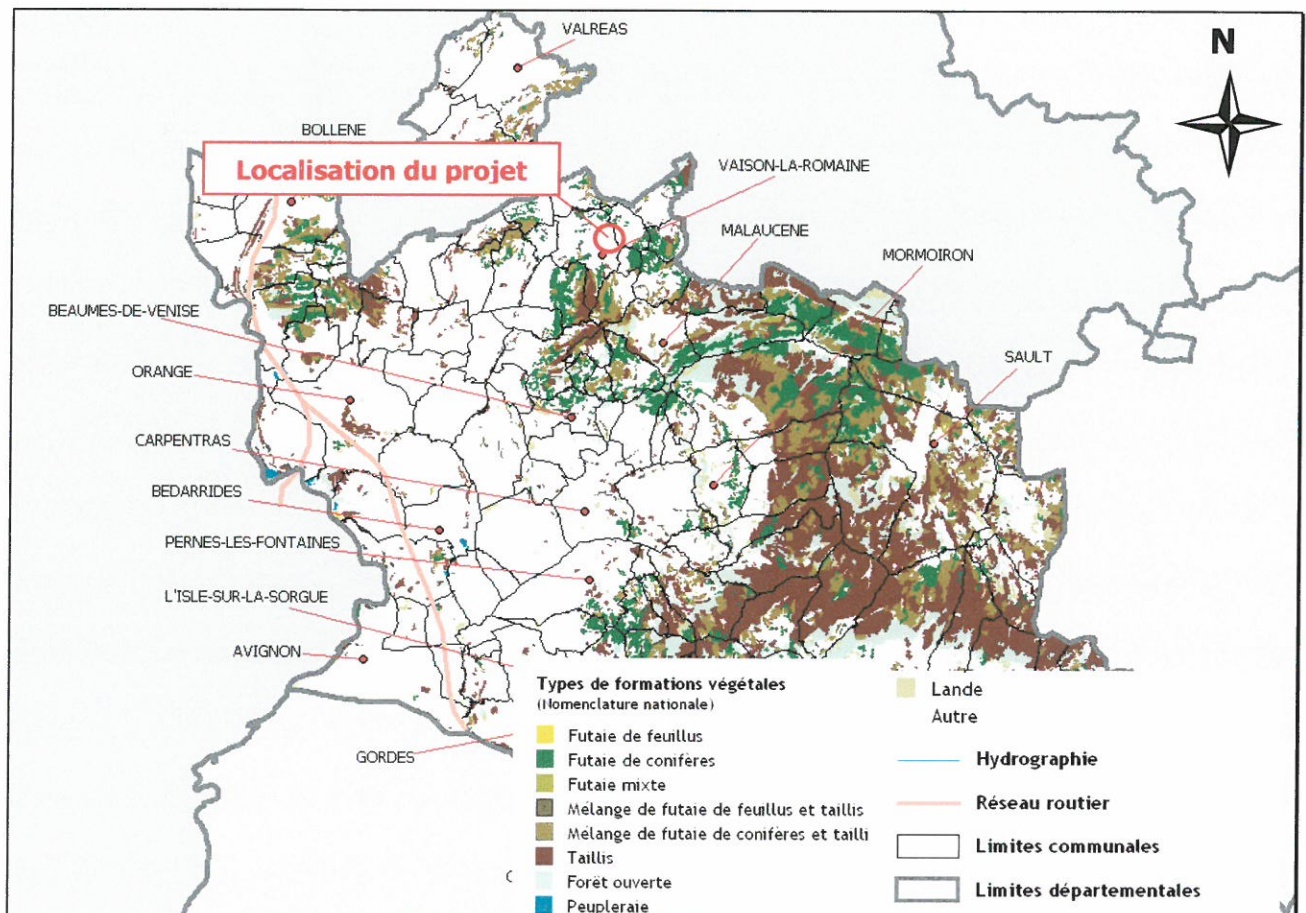 VALREAS
N
BOLLENE
Localisation du projet
VAISON-LA-ROMAINE
MALAUCENE
MORMOIRON
BEAUMES-DE-VENISE
SAULT
ORANGE
CARPENTRAS
BEDARRIDES
PERNES-LES-FONTAINES
L'ISLE-SUR-LA-SORGUE
AVIGNON
GORDES
Types de formations végétales
(Nomenclature nationale)
Futaie de feuillus
Futaie de conifères
Futaie mixte
Mélange de futaie de feuillus et taillis
Mélange de futaie de conifères et tailli
Taillis
Forêt ouverte
Peupleraie
Lande
Autre
Hydrographie
Réseau routier
Limites communales
Limites départementales